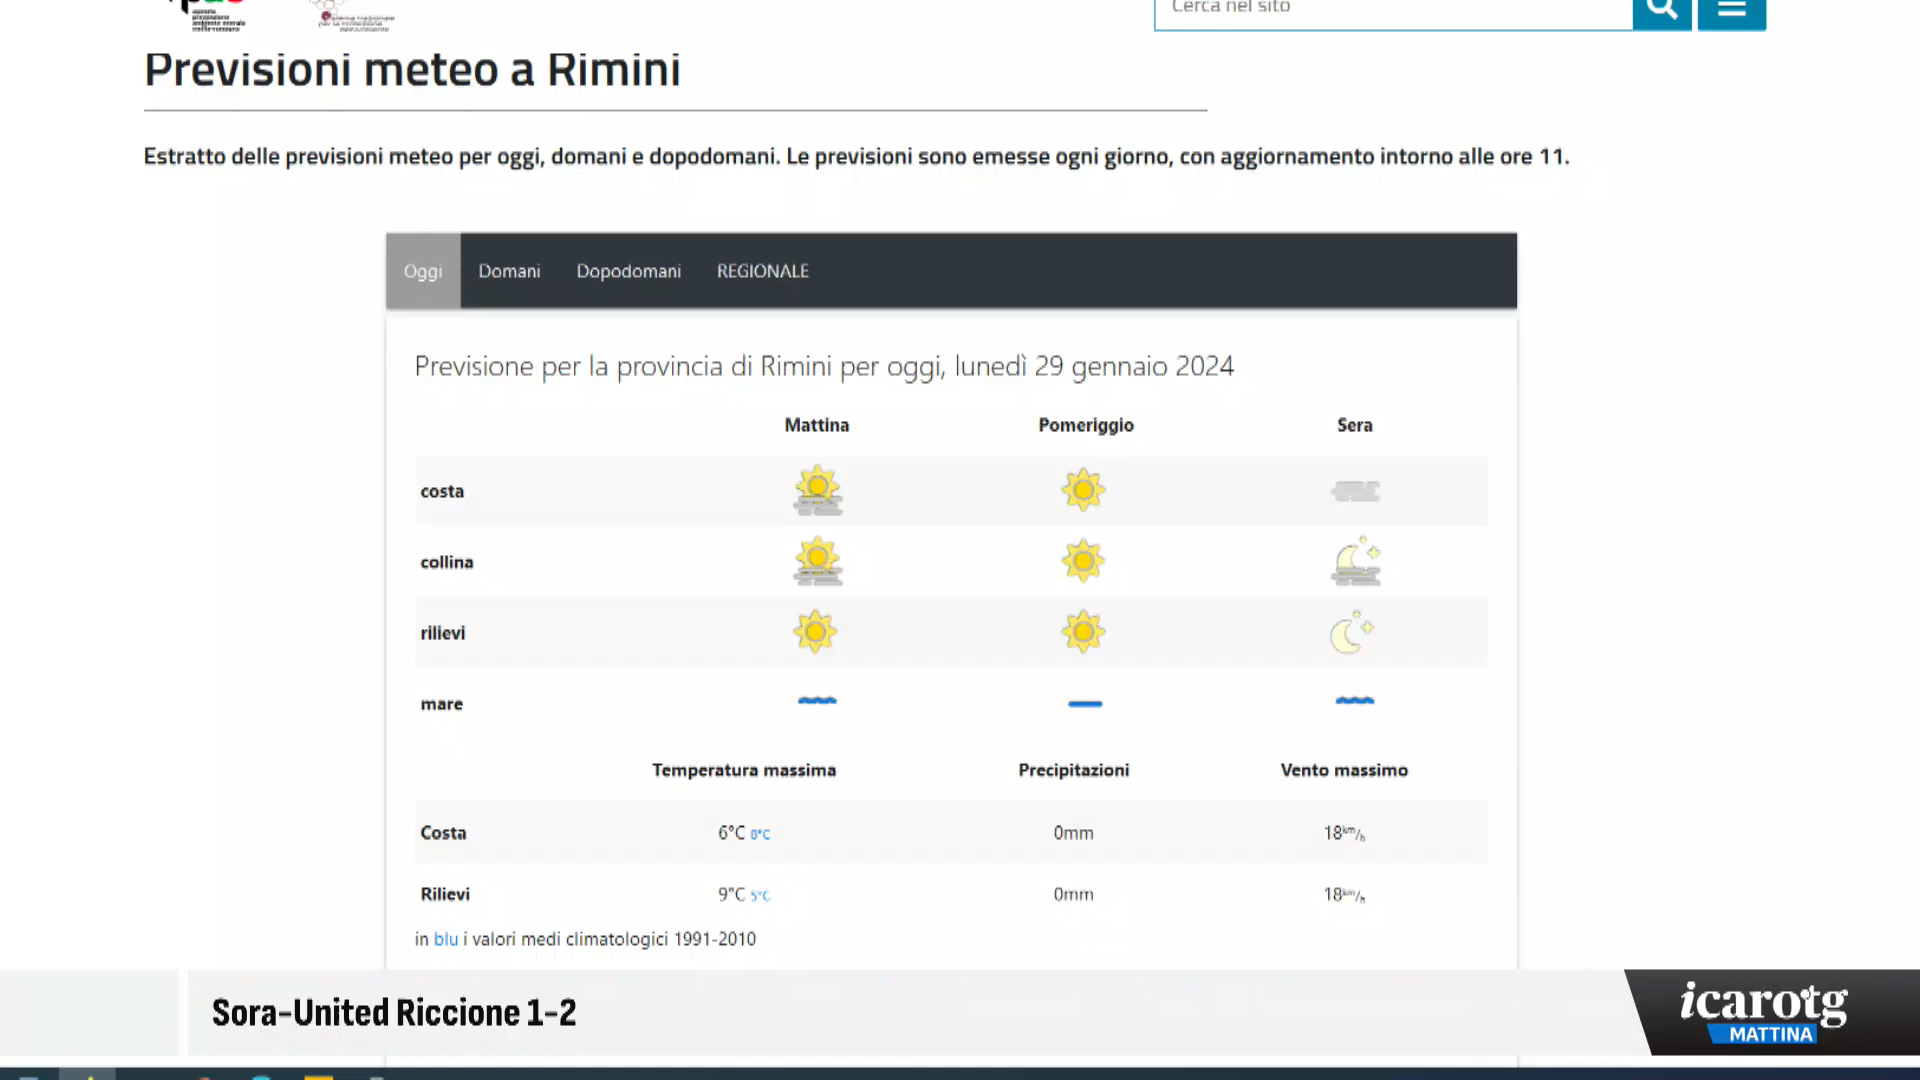 Cerca nel sito
Previsioni meteo a Rimini
Estratto delle previsioni meteo per oggi, domani e dopodomani. Le previsioni sono emesse ogni giorno, con aggiornamento intorno alle ore 11.
Oggi Domani Dopodomani REGIONALE
Previsione per la provincia di Rimini per oggi, lunedì 29 gennaio 2024
Mattina Pomeriggio Sera
costa
collina
rilievi
mare
Temperatura massima Precipitazioni Vento massimo
Costa 6°C 8°C 0mm 18km/h
Rilievi 9°C 5°C 0mm 18km/h
in blu i valori medi climatologici 1991-2010
Sora-United Riccione 1-2
icarotg
MATTINA